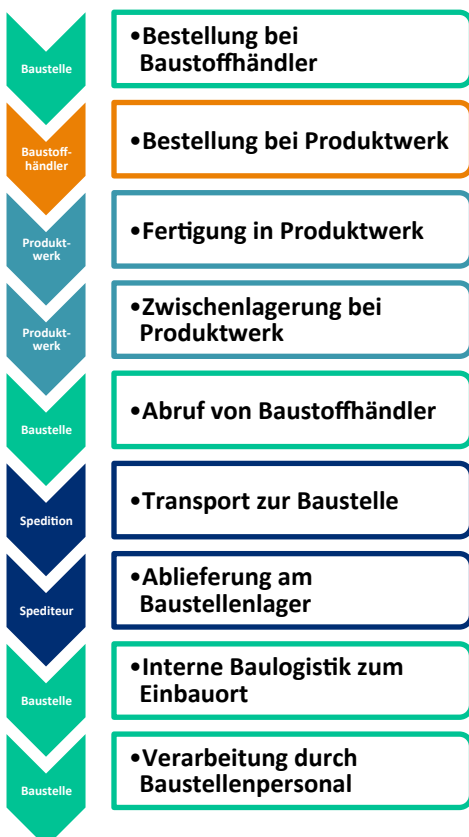 Baustelle
•Bestellung bei
Baustoffhändler
Baustoff-
händler
•Bestellung bei Produktwerk
Produkt-
werk
•Fertigung in Produktwerk
Produkt-
werk
•Zwischenlagerung bei
Produktwerk
Baustelle
•Abruf von Baustoffhändler
Spedition
•Transport zur Baustelle
Spediteur
•Ablieferung am
Baustellenlager
Baustelle
•Interne Baulogistik zum
Einbauort
Baustelle
•Verarbeitung durch
Baustellenpersonal